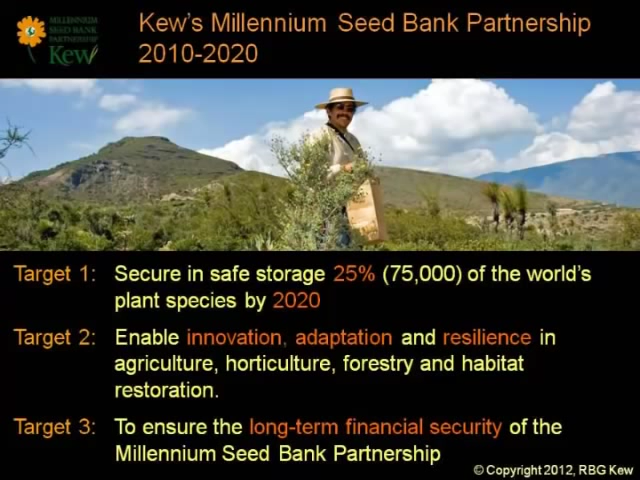 MILLENNIUM
SEED BANK
PARTNERSHIP
Kew
Kew's Millennium Seed Bank Partnership
2010-2020
Target 1: Secure in safe storage 25% (75,000) of the world's
plant species by 2020
Target 2: Enable innovation, adaptation and resilience in
agriculture, horticulture, forestry and habitat
restoration.
Target 3: To ensure the long-term financial security of the
Millennium Seed Bank Partnership
© Copyright 2012, RBG Kew